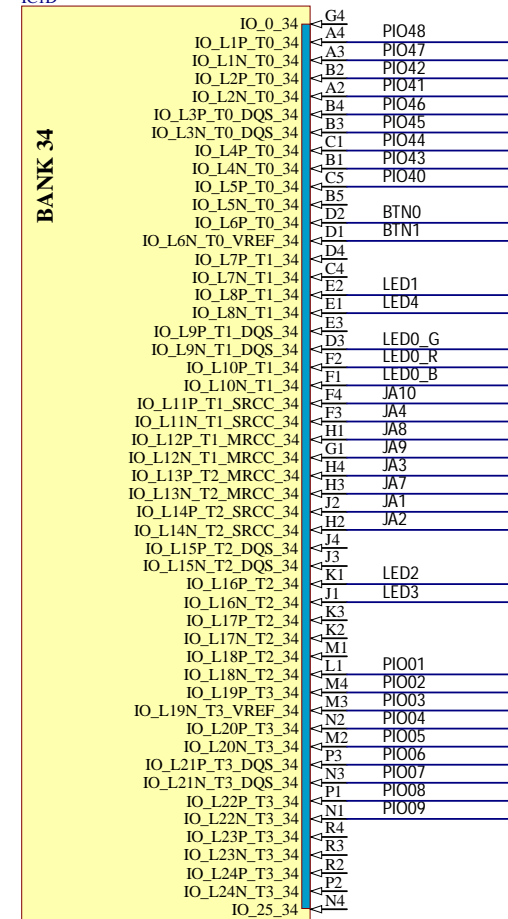 BANK 34
IO_0_34 G4
IO_L1P_T0_34 A4 PIO48
IO_L1N_T0_34 A3 PIO47
IO_L2P_T0_34 B2 PIO42
IO_L2N_T0_34 A2 PIO41
IO_L3P_T0_DQS_34 B4 PIO46
IO_L3N_T0_DQS_34 B3 PIO45
IO_L4P_T0_34 C1 PIO44
IO_L4N_T0_34 B1 PIO43
IO_L5P_T0_34 C5 PIO40
IO_L5N_T0_34 B5
IO_L6P_T0_34 D2 BTN0
IO_L6N_T0_VREF_34 D1 BTN1
IO_L7P_T1_34 D4
IO_L7N_T1_34 C4
IO_L8P_T1_34 E2 LED1
IO_L8N_T1_34 E1 LED4
IO_L9P_T1_DQS_34 E3
IO_L9N_T1_DQS_34 D3 LED0_G
IO_L10P_T1_34 F2 LED0_R
IO_L10N_T1_34 F1 LED0_B
IO_L11P_T1_SRCC_34 F4 JA10
IO_L11N_T1_SRCC_34 F3 JA4
IO_L12P_T1_MRCC_34 H1 JA8
IO_L12N_T1_MRCC_34 G1 JA9
IO_L13P_T2_MRCC_34 H4 JA3
IO_L13N_T2_MRCC_34 H3 JA7
IO_L14P_T2_SRCC_34 J2 JA1
IO_L14N_T2_SRCC_34 H2 JA2
IO_L15P_T2_DQS_34 J4
IO_L15N_T2_DQS_34 J3
IO_L16P_T2_34 K1 LED2
IO_L16N_T2_34 J1 LED3
IO_L17P_T2_34 K3
IO_L17N_T2_34 K2
IO_L18P_T2_34 M1
IO_L18N_T2_34 L1 PIO01
IO_L19P_T3_34 M4 PIO02
IO_L19N_T3_VREF_34 M3 PIO03
IO_L20P_T3_34 N2 PIO04
IO_L20N_T3_34 M2 PIO05
IO_L21P_T3_DQS_34 P3 PIO06
IO_L21N_T3_DQS_34 N3 PIO07
IO_L22P_T3_34 P1 PIO08
IO_L22N_T3_34 N1 PIO09
IO_L23P_T3_34 R4
IO_L23N_T3_34 R3
IO_L24P_T3_34 R2
IO_L24N_T3_34 P2
IO_25_34 N4